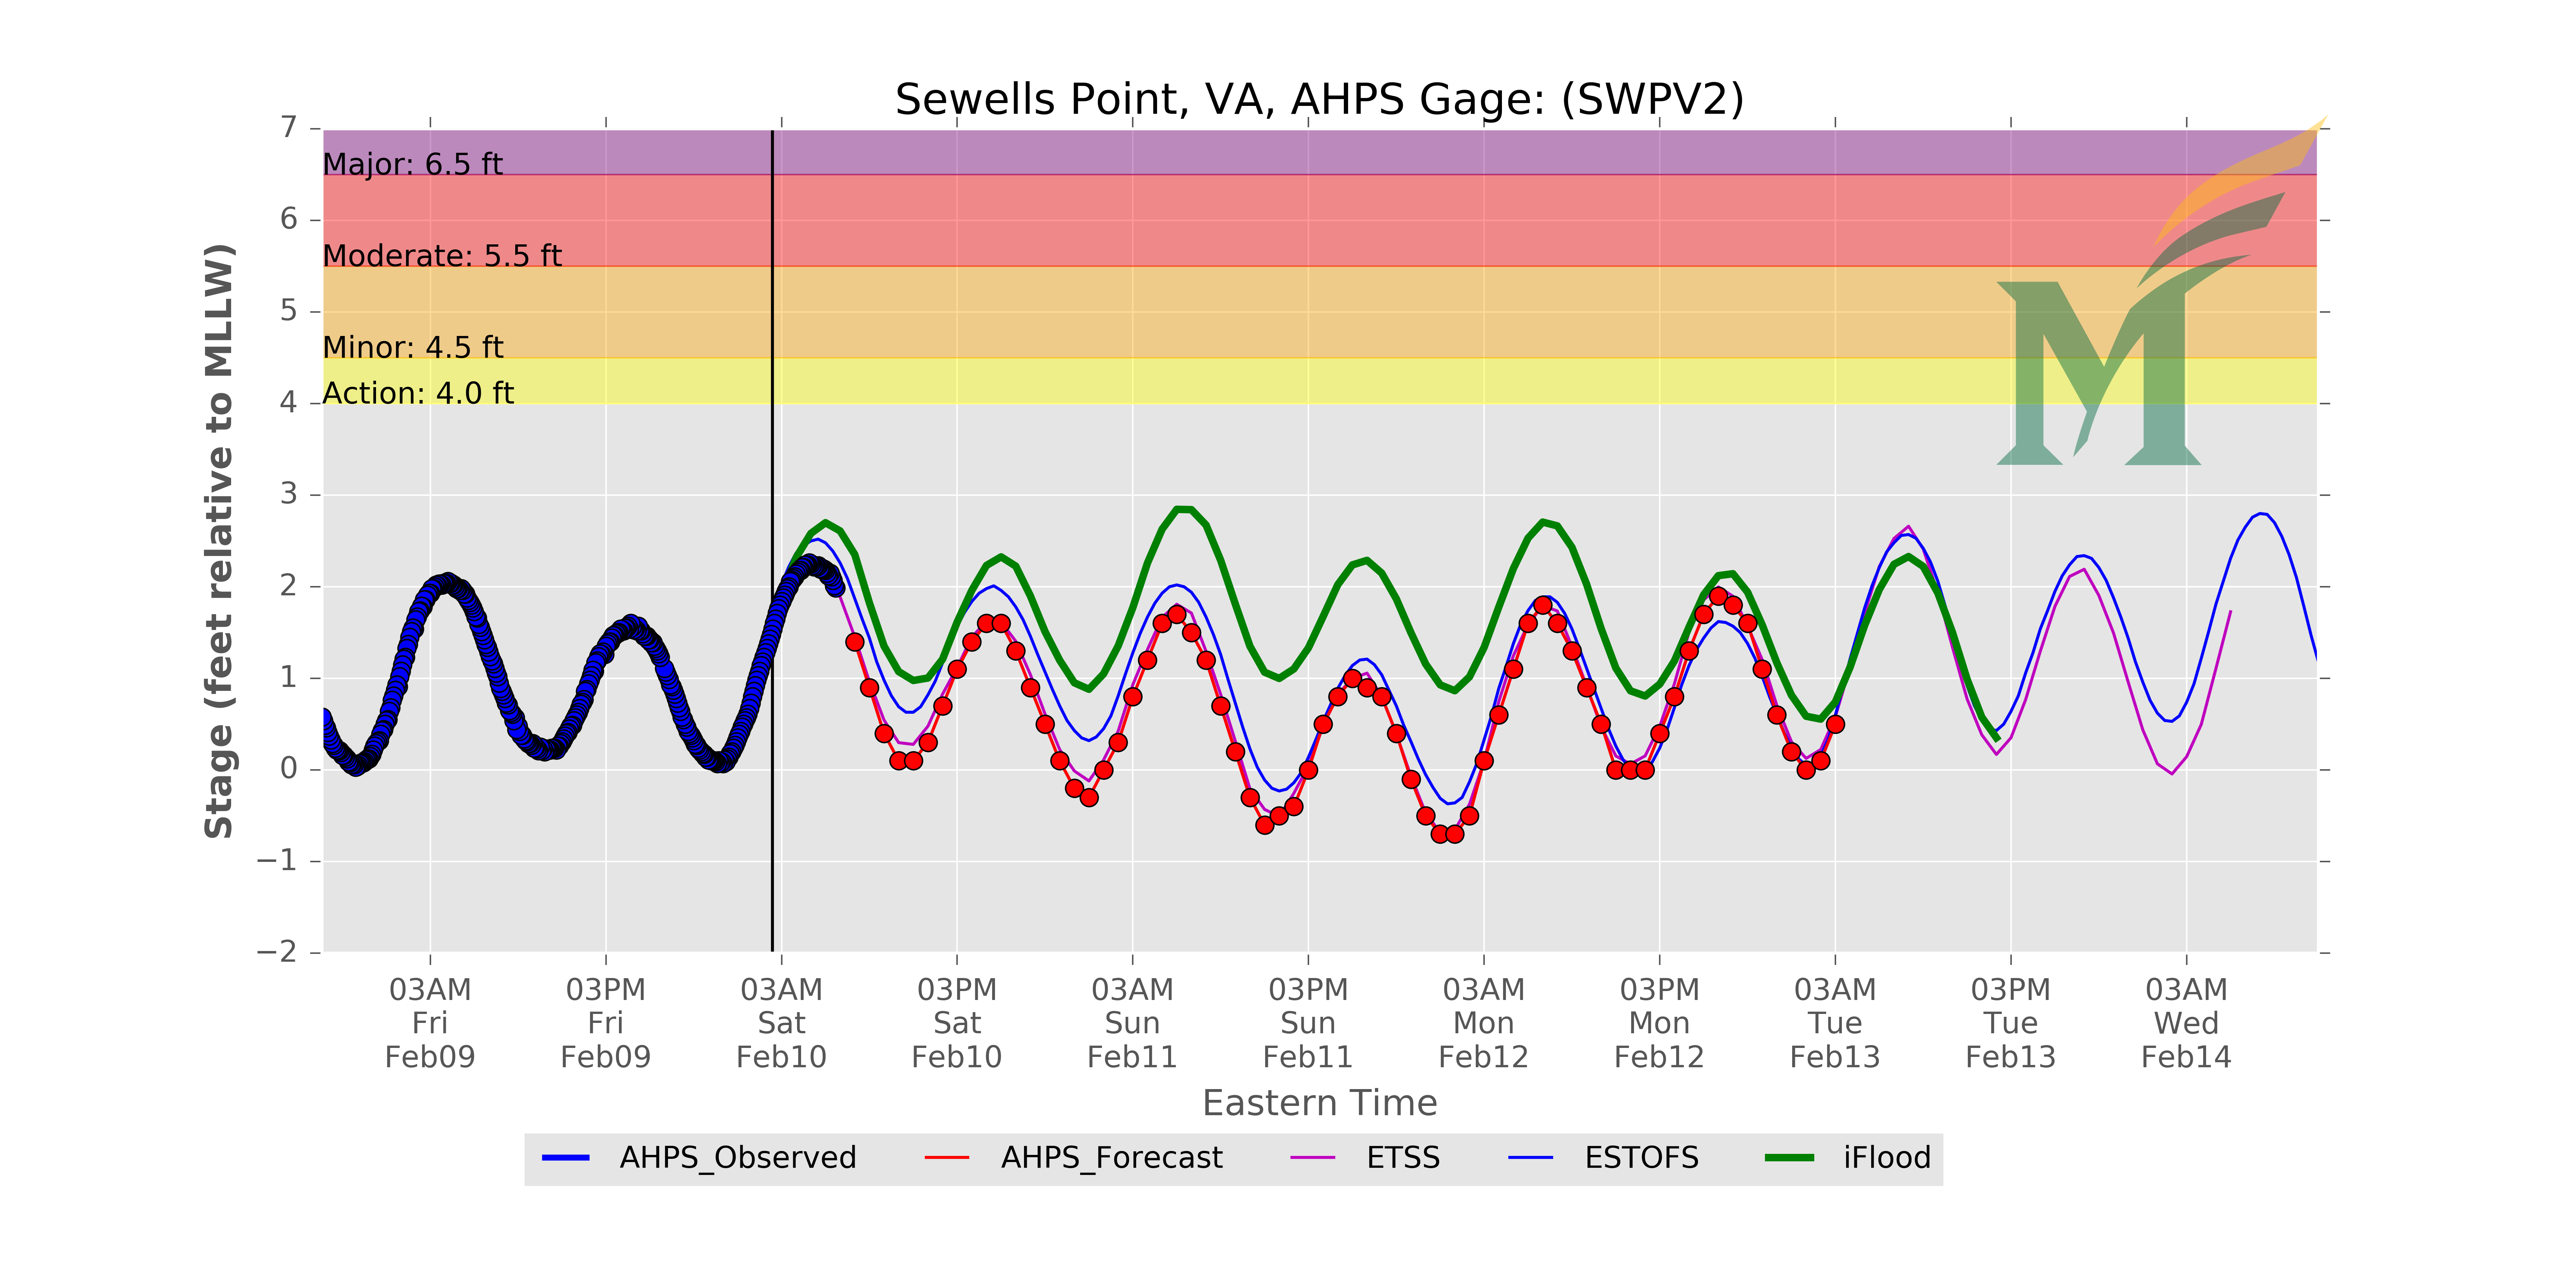 Sewells Point, VA, AHPS Gage: (SWPV2)
Stage (feet relative to MLLW)
7
6
5
4
3
2
1
0
−1
−2
Major: 6.5 ft
Moderate: 5.5 ft
Minor: 4.5 ft
Action: 4.0 ft
03AM Fri Feb09
03PM Fri Feb09
03AM Sat Feb10
03PM Sat Feb10
03AM Sun Feb11
03PM Sun Feb11
03AM Mon Feb12
03PM Mon Feb12
03AM Tue Feb13
03PM Tue Feb13
03AM Wed Feb14
Eastern Time
AHPS_Observed
AHPS_Forecast
ETSS
ESTOFS
iFlood